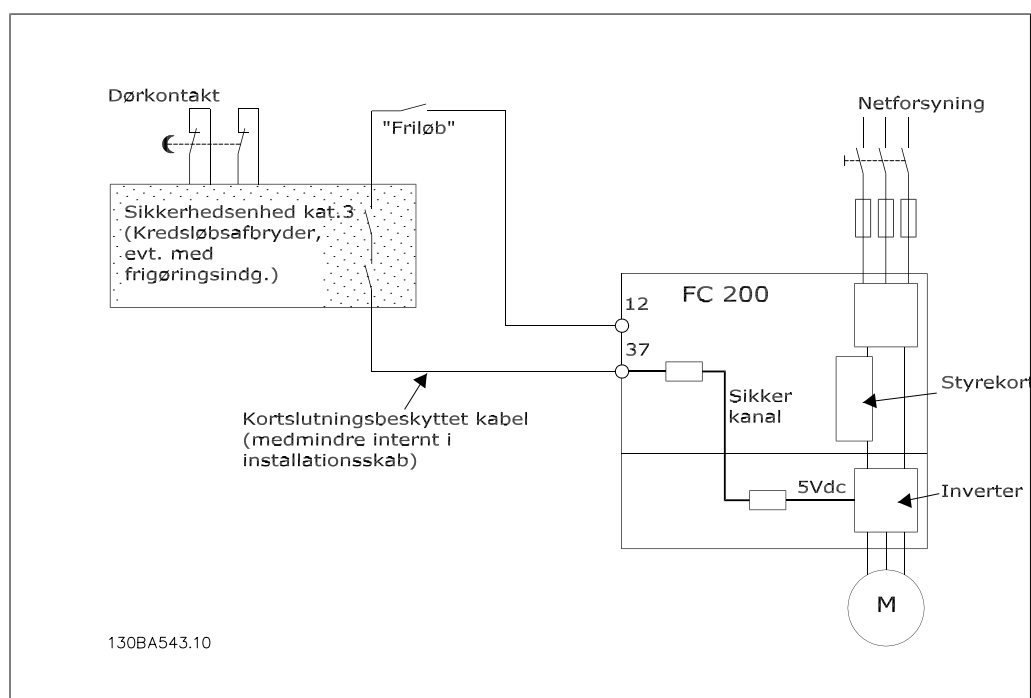 Dørkontakt
"Friløb"
Netforsyning
Sikkerhedsenhed kat.3
(Kredsløbsafbryder,
evt. med
frigøringsindg.)
12
FC 200
37
Sikker
kanal
Styrekort
Kortslutningsbeskyttet kabel
(medmindre internt i
installationsskab)
5Vdc
Inverter
M
130BA543.10